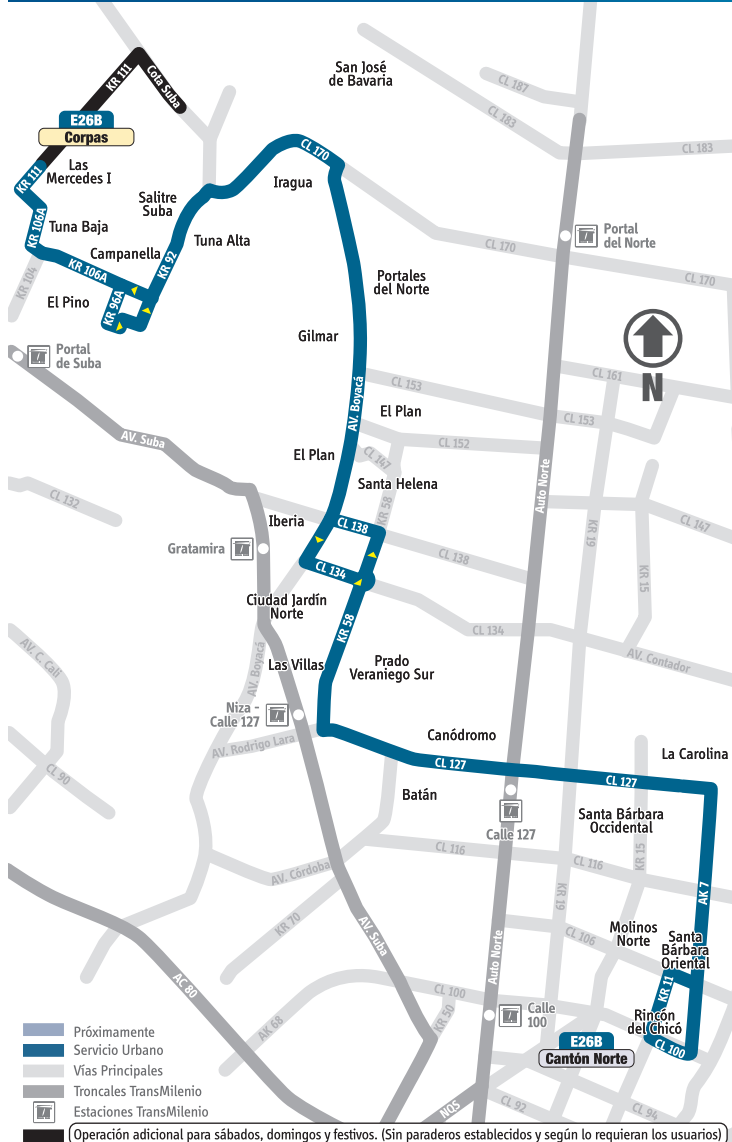 San José
de Bavaria
CL 187
CL 183
CL 183
KR 111
Cota Suba
E26B
Corpas
Las
Mercedes I
KR 111
CL 170
Iragua
Salitre
Suba
Tuna Alta
KR 106A
Tuna Baja
Campanella
KR 92
KR 106A
KR 104
KR 96A
El Pino
Portal
de Suba
Portal
del Norte
CL 170
CL 170
Portales
del Norte
N
Gilmar
CL 161
CL 153
CL 153
AV. Boyacá
El Plan
CL 152
AV. Suba
El Plan
CL 147
Santa Helena
KR 58
Auto Norte
CL 132
Iberia
CL 138
CL 147
KR 19
Gratamira
CL 138
CL 134
KR 15
Ciudad Jardín
Norte
KR 58
CL 134
AV. Contador
AV. C. Cali
AV. Boyacá
Las Villas
Prado
Veraniego Sur
Niza -
Calle 127
AV. Rodrigo Lara
Canódromo
La Carolina
CL 90
CL 127
CL 127
Batán
Calle 127
Santa Bárbara
Occidental
CL 116
KR 15
CL 116
AV. Córdoba
KR 19
AK 7
KR 70
AV. Suba
Auto Norte
CL 106
Molinos
Norte
Santa
Bárbara
Oriental
AC 80
CL 100
KR 11
AK 68
KR 50
Calle
100
Rincón
del Chicó
CL 100
E26B
Cantón Norte
NQS
CL 92
CL 94
Próximamente
Servicio Urbano
Vías Principales
Troncales TransMilenio
Estaciones TransMilenio
Operación adicional para sábados, domingos y festivos. (Sin paraderos establecidos y según lo requieran los usuarios)